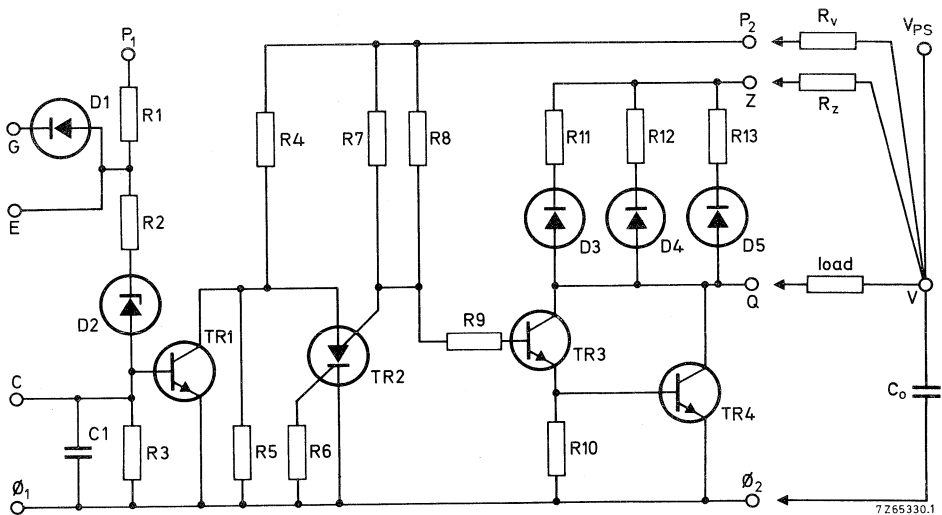 P1
P2
Rv
VPS
D1
Z
Rz
G
R1
R4
R7
R8
R11
R12
R13
E
R2
D3
D4
D5
load
D2
Q
V
TR1
R9
TR3
C
TR2
TR4
Co
C1
R3
R5
R6
R10
Ø1
Ø2
7Z65330.1